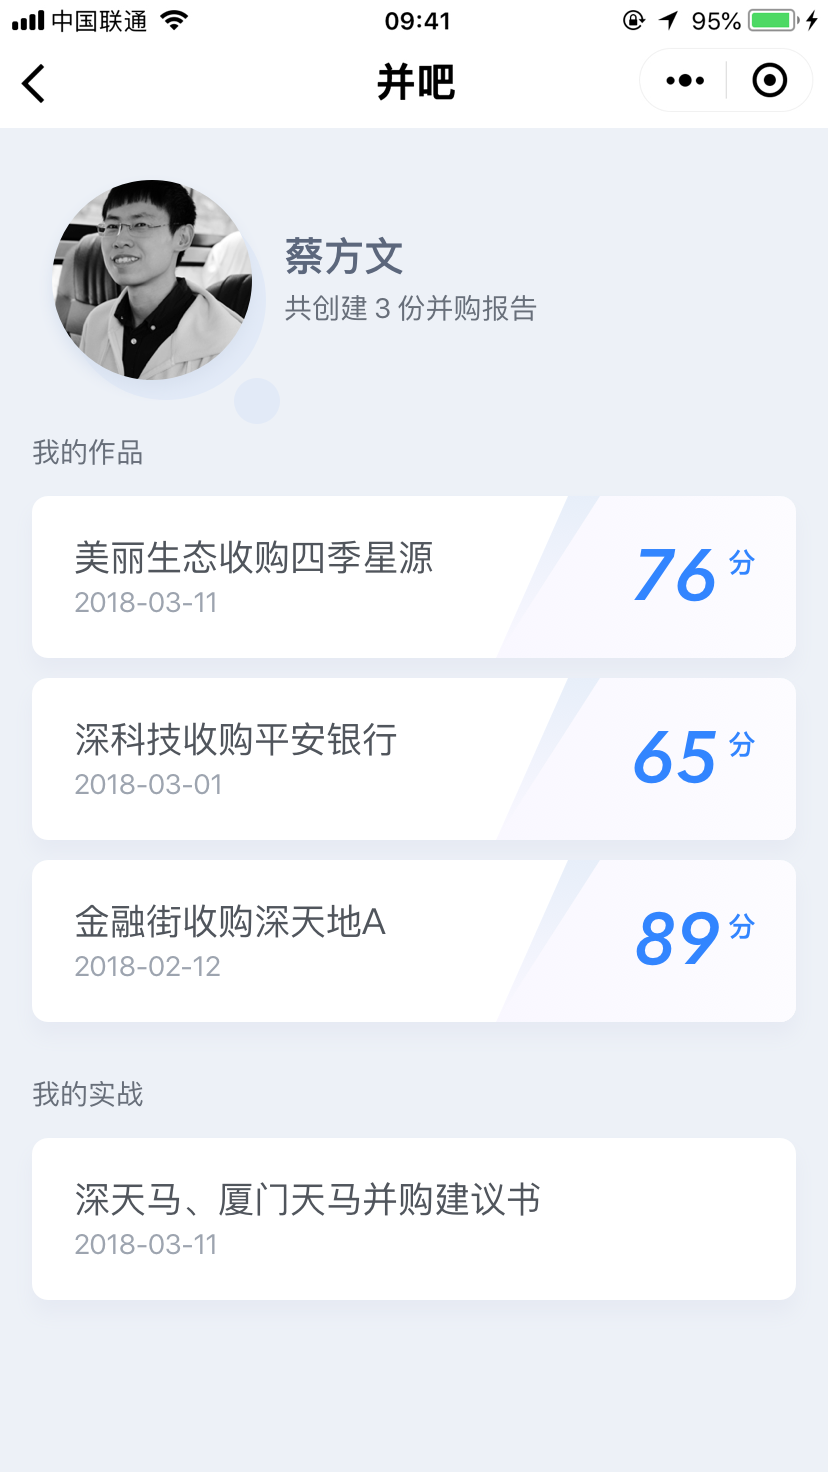 中国联通 09:41 95%
并吧
蔡方文
共创建 3 份并购报告
我的作品
美丽生态收购四季星源
2018-03-11
76 分
深科技收购平安银行
2018-03-01
65 分
金融街收购深天地A
2018-02-12
89 分
我的实战
深天马、厦门天马并购建议书
2018-03-11